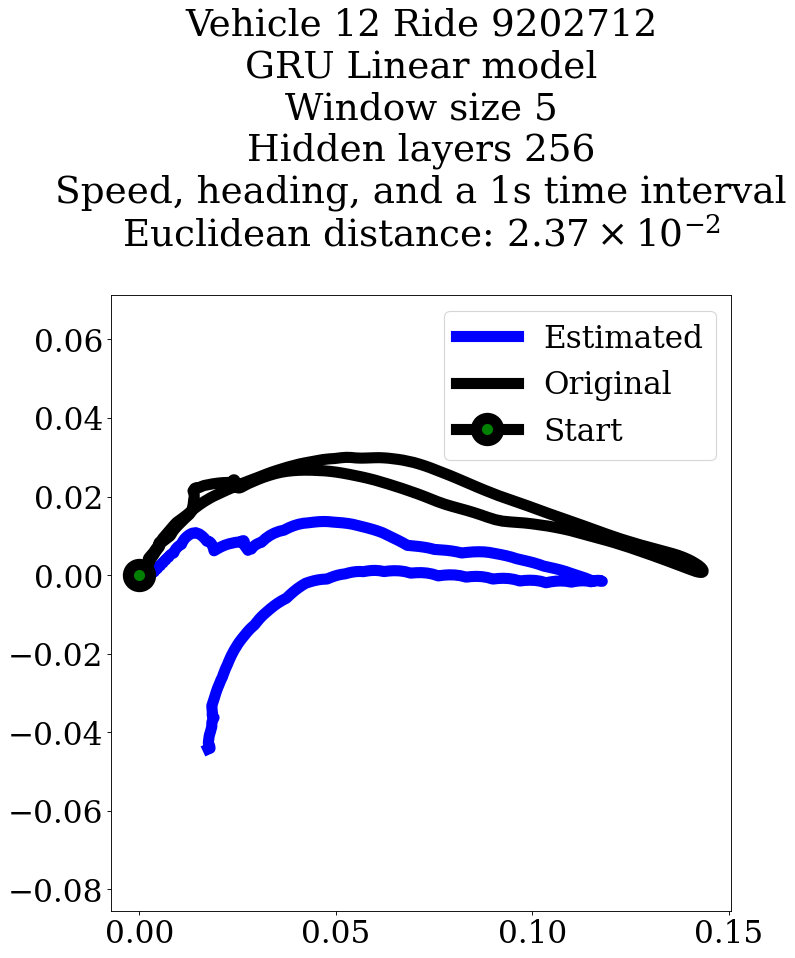 Vehicle 12 Ride 9202712
GRU Linear model
Window size 5
Hidden layers 256
Speed, heading, and a 1s time interval
Euclidean distance: 2.37 × 10⁻²
Estimated
Original
Start
0.06
0.04
0.02
0.00
−0.02
−0.04
−0.06
−0.08
0.00 0.05 0.10 0.15